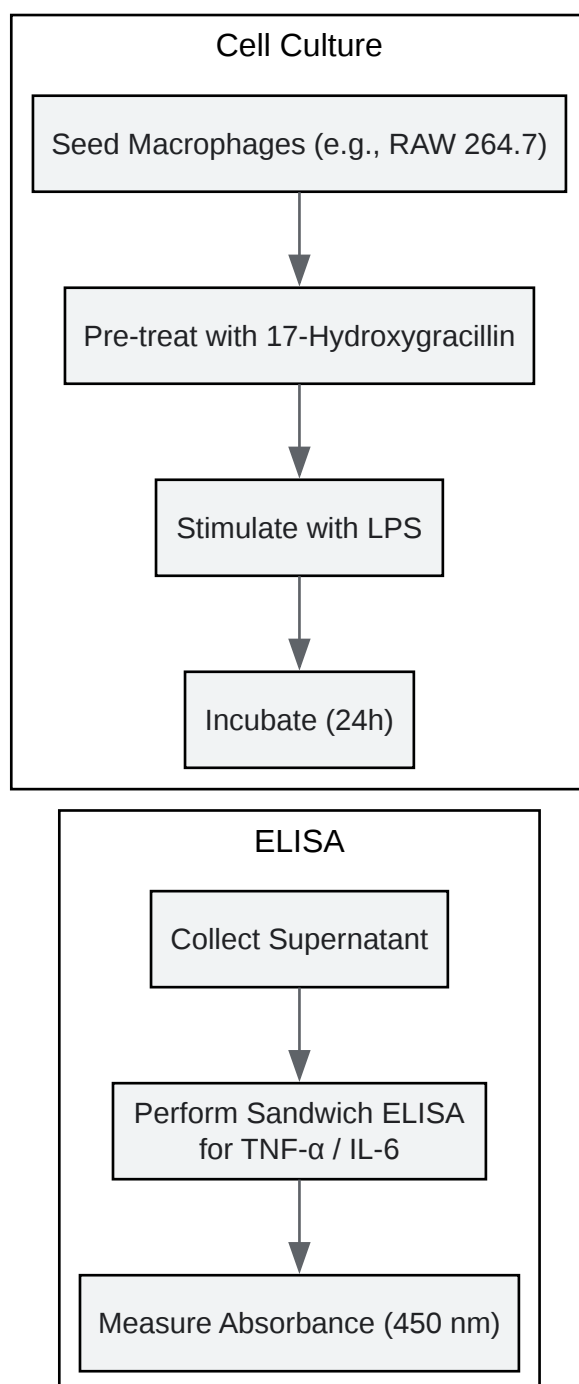 Cell Culture
Seed Macrophages (e.g., RAW 264.7)
Pre-treat with 17-Hydroxygracillin
Stimulate with LPS
Incubate (24h)
ELISA
Collect Supernatant
Perform Sandwich ELISA
for TNF-α / IL-6
Measure Absorbance (450 nm)